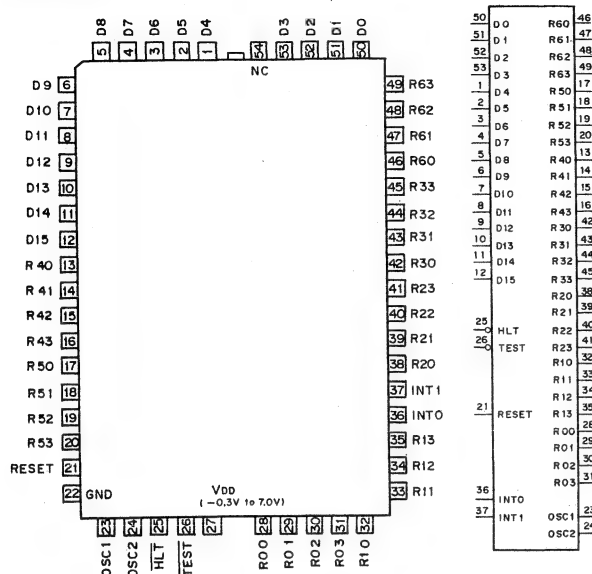 D8 D7 D6 D5 D4 D3 D2 D1 D0
5 4 3 2 1 54 53 52 51 50
NC
D9 6 49 R63
D10 7 48 R62
D11 8 47 R61
D12 9 46 R60
D13 10 45 R33
D14 11 44 R32
D15 12 43 R31
R40 13 42 R30
R41 14 41 R23
R42 15 40 R22
R43 16 39 R21
R50 17 38 R20
R51 18 37 INT1
R52 19 36 INT0
R53 20 35 R13
RESET 21 34 R12
22 GND 33 R11
VDD
(-0.3V to 7.0V)
23 24 25 26 27 28 29 30 31 32
OSC1 OSC2 HLT TEST R00 R01 R02 R03 R10
50 D0 R60 46
51 D1 R61 47
52 D2 R62 48
53 D3 R63 49
1 D4 R50 17
2 D5 R51 18
3 D6 R52 19
4 D7 R53 20
5 D8 R40 13
6 D9 R41 14
7 D10 R42 15
8 D11 R43 16
9 D12 R30 42
10 D13 R31 43
11 D14 R32 44
12 D15 R33 45
R20 38
R21 39
25 HLT R22 40
26 TEST R23 41
R10 32
R11 33
R12 34
21 RESET R13 35
R00 28
R01 29
R02 30
R03 31
36 INT0
37 INT1 OSC1 23
OSC2 24